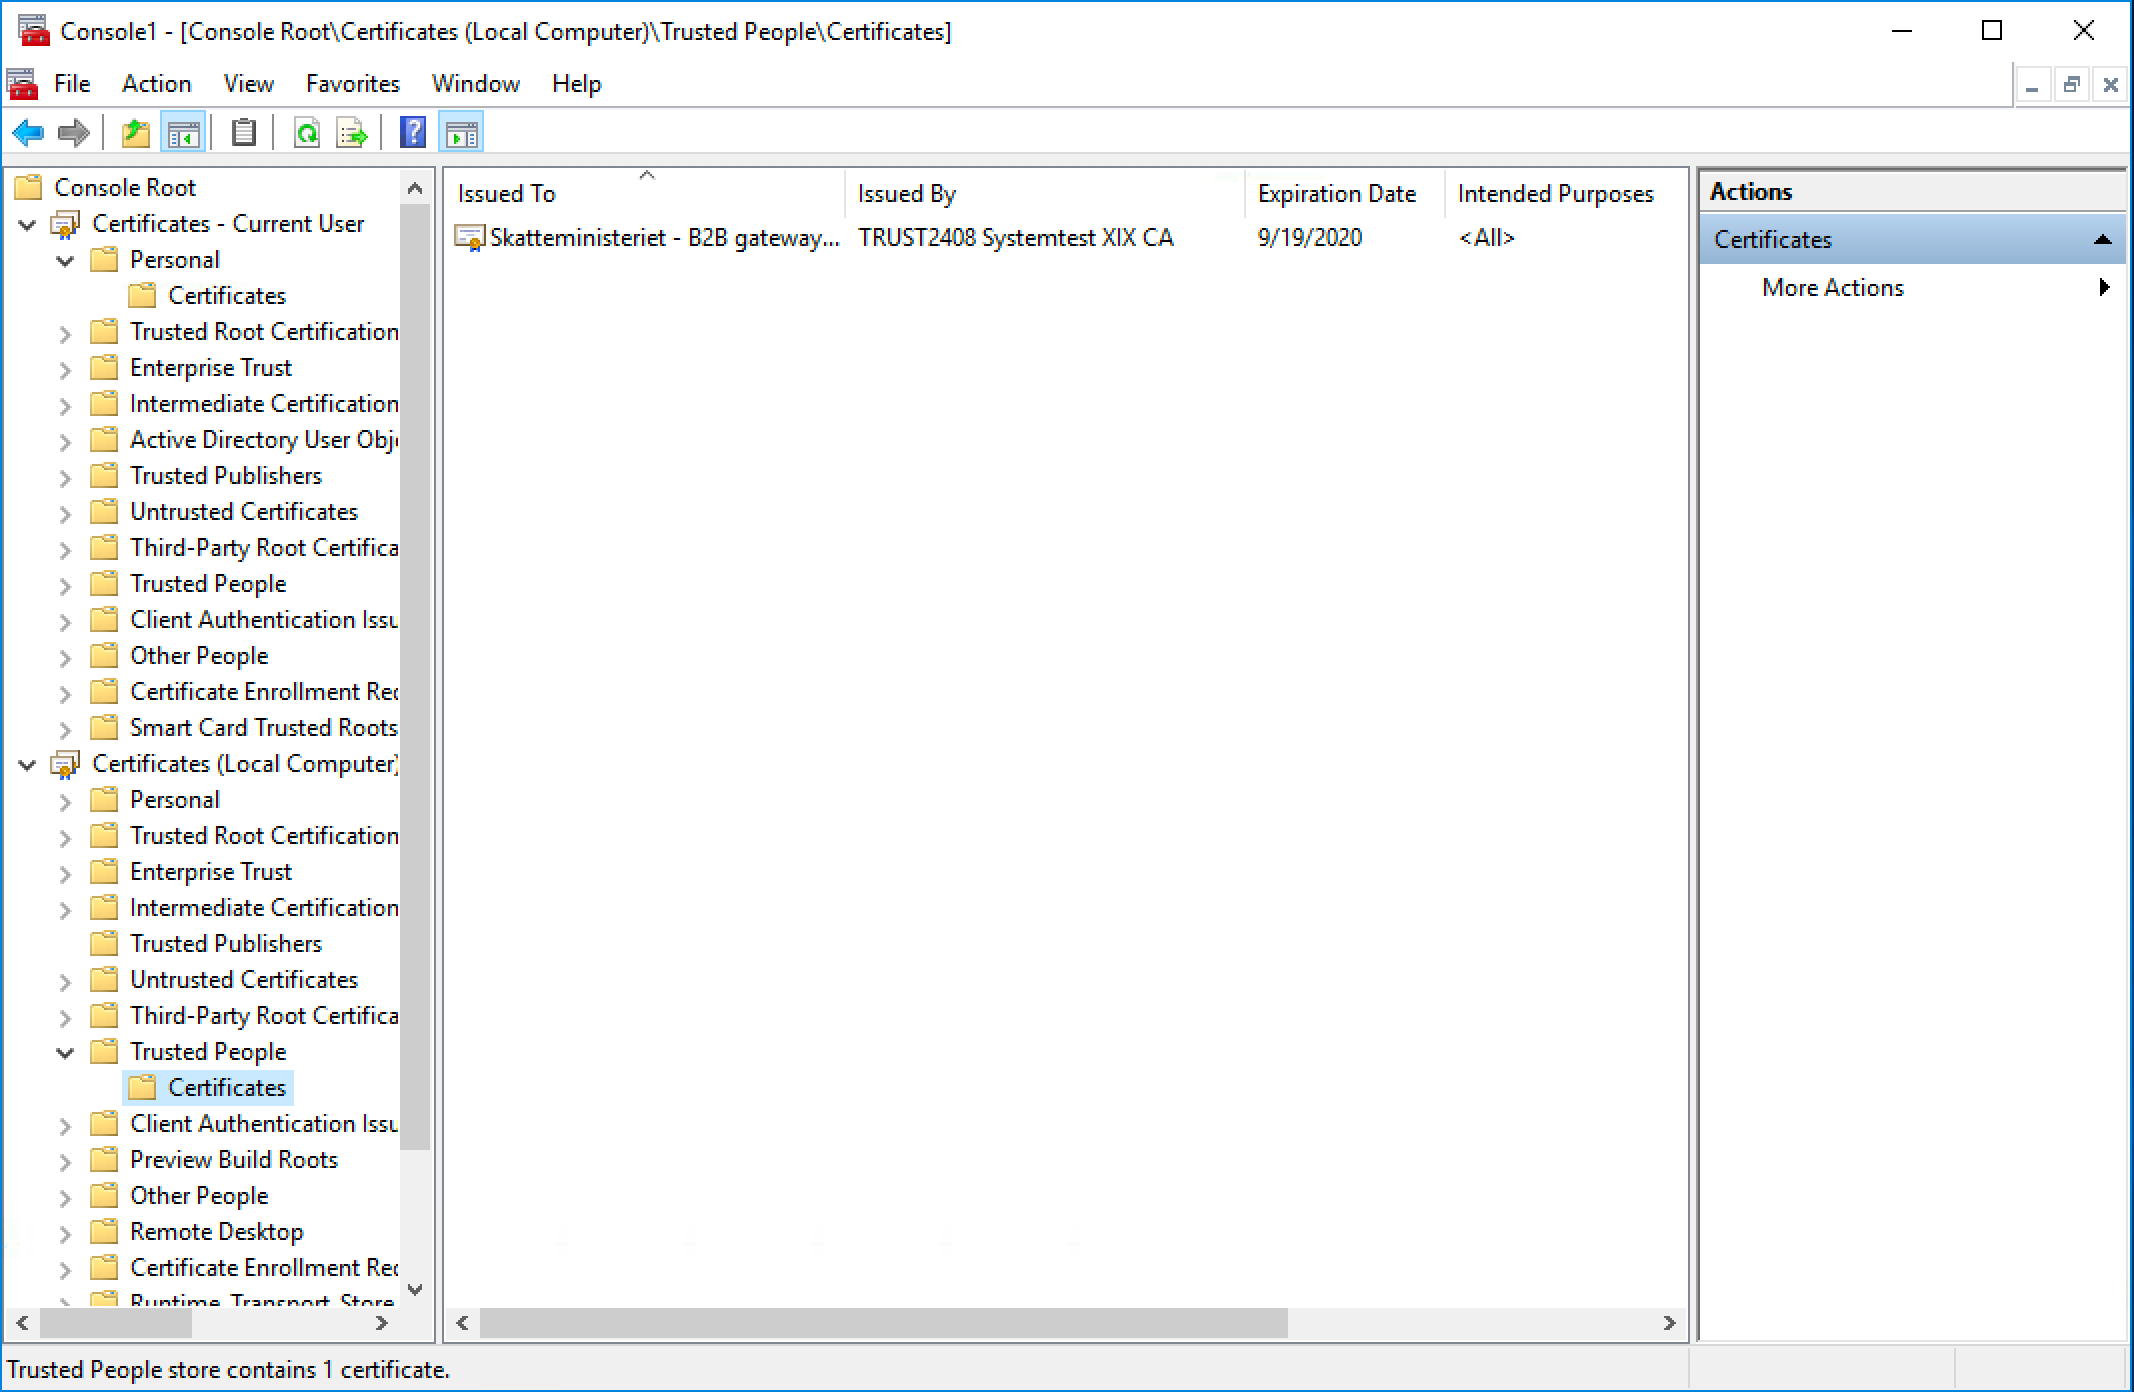 Console1 - [Console Root\Certificates (Local Computer)\Trusted People\Certificates]
File Action View Favorites Window Help
Console Root
Certificates - Current User
Personal
Certificates
Trusted Root Certification
Enterprise Trust
Intermediate Certification
Active Directory User Obj
Trusted Publishers
Untrusted Certificates
Third-Party Root Certifica
Trusted People
Client Authentication Issu
Other People
Certificate Enrollment Rec
Smart Card Trusted Roots
Certificates (Local Computer)
Personal
Trusted Root Certification
Enterprise Trust
Intermediate Certification
Trusted Publishers
Untrusted Certificates
Third-Party Root Certifica
Trusted People
Certificates
Client Authentication Issu
Preview Build Roots
Other People
Remote Desktop
Certificate Enrollment Rec
Runtime Transport Store
Issued To Issued By Expiration Date Intended Purposes
Skatteministeriet - B2B gateway... TRUST2408 Systemtest XIX CA 9/19/2020 <All>
Actions
Certificates
More Actions
Trusted People store contains 1 certificate.